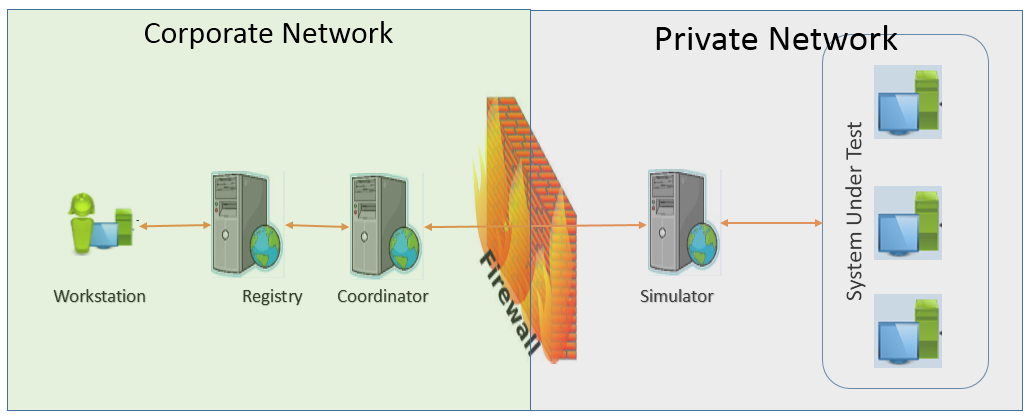 Corporate Network
Private Network
System Under Test
Firewall
Workstation
Registry
Coordinator
Simulator